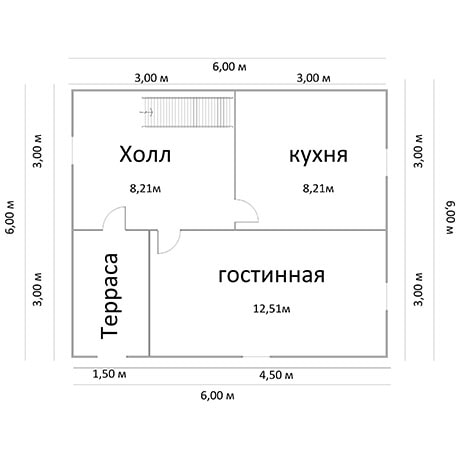 6,00 м
3,00 м
3,00 м
3,00 м
Холл
8,21м
кухня
8,21м
3,00 м
6,00 м
6,00 м
3,00 м
Терраса
гостинная
12,51м
3,00 м
1,50 м
4,50 м
6,00 м